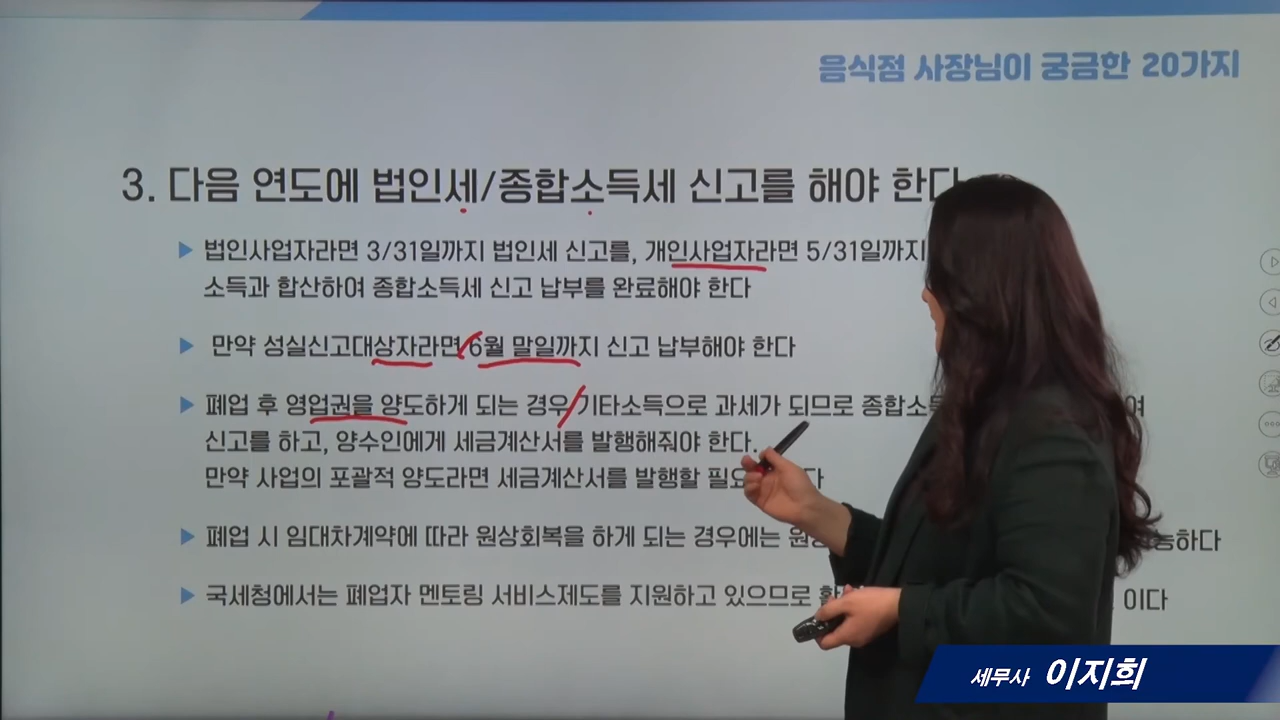 음식점 사장님이 궁금한 20가지
3. 다음 연도에 법인세/종합소득세 신고를 해야 한다
▶ 법인사업자라면 3/31일까지 법인세 신고를, 개인사업자라면 5/31일까지
소득과 합산하여 종합소득세 신고 납부를 완료해야 한다
▶ 만약 성실신고대상자라면 6월 말일까지 신고 납부해야 한다
▶ 폐업 후 영업권을 양도하게 되는 경우 기타소득으로 과세가 되므로 여
신고를 하고, 양수인에게 세금계산서를 발행해줘야 한다.
만약 사업의 포괄적 양도라면 세금계산서를 발행할
▶ 폐업 시 임대차계약에 따라 원상회복을 하게 되는 경우에는
▶ 국세청에서는 폐업자 멘토링 서비스제도를 지원하고 있으므로 이다
세무사 이지희